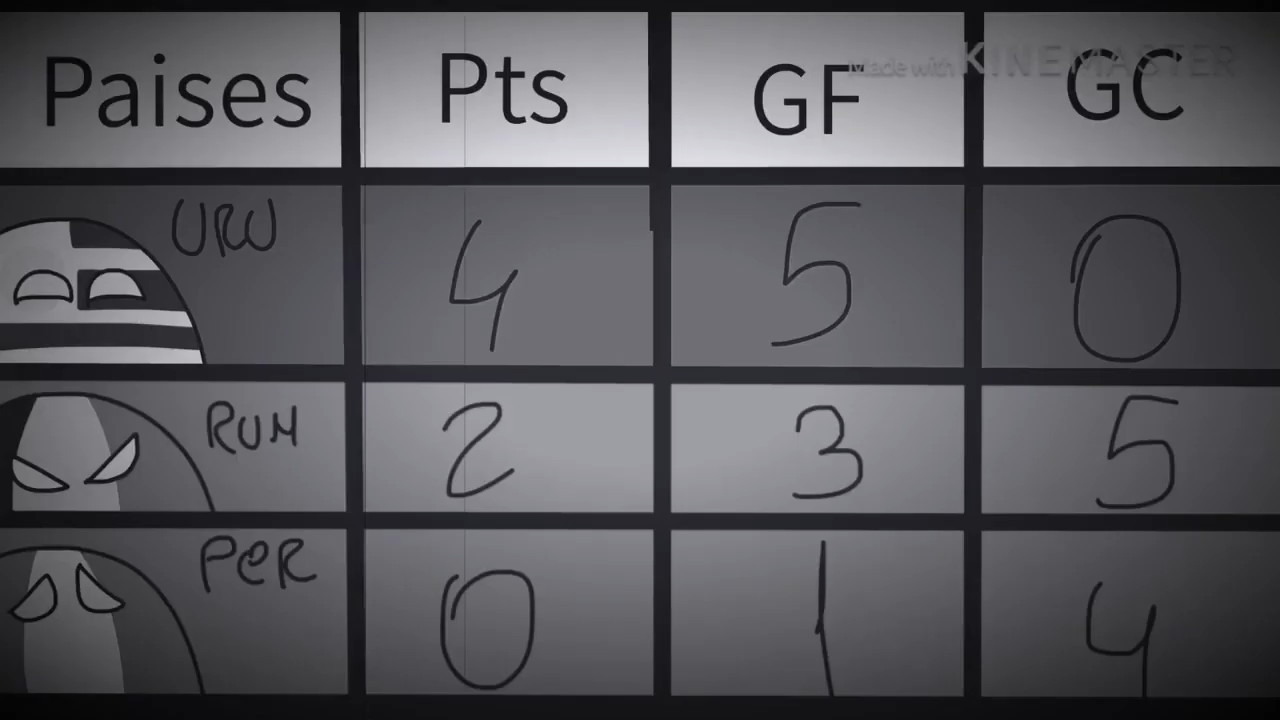 Paises Pts GF GC
Made with KINEMASTER
URU 4 5 0
RUM 2 3 5
PeR 0 1 4